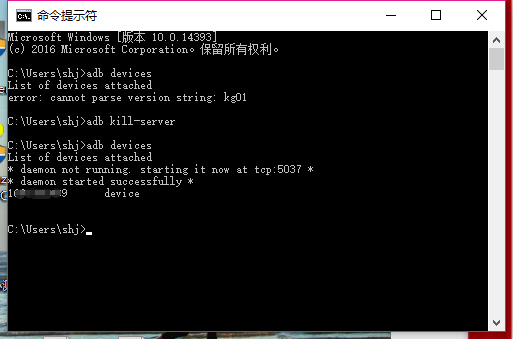 命令提示符
Microsoft Windows [版本 10.0.14393]
(c) 2016 Microsoft Corporation。保留所有权利。
C:\Users\shj>adb devices
List of devices attached
error: cannot parse version string: kg01
C:\Users\shj>adb kill-server
C:\Users\shj>adb devices
List of devices attached
* daemon not running. starting it now at tcp:5037 *
* daemon started successfully *
device
C:\Users\shj>